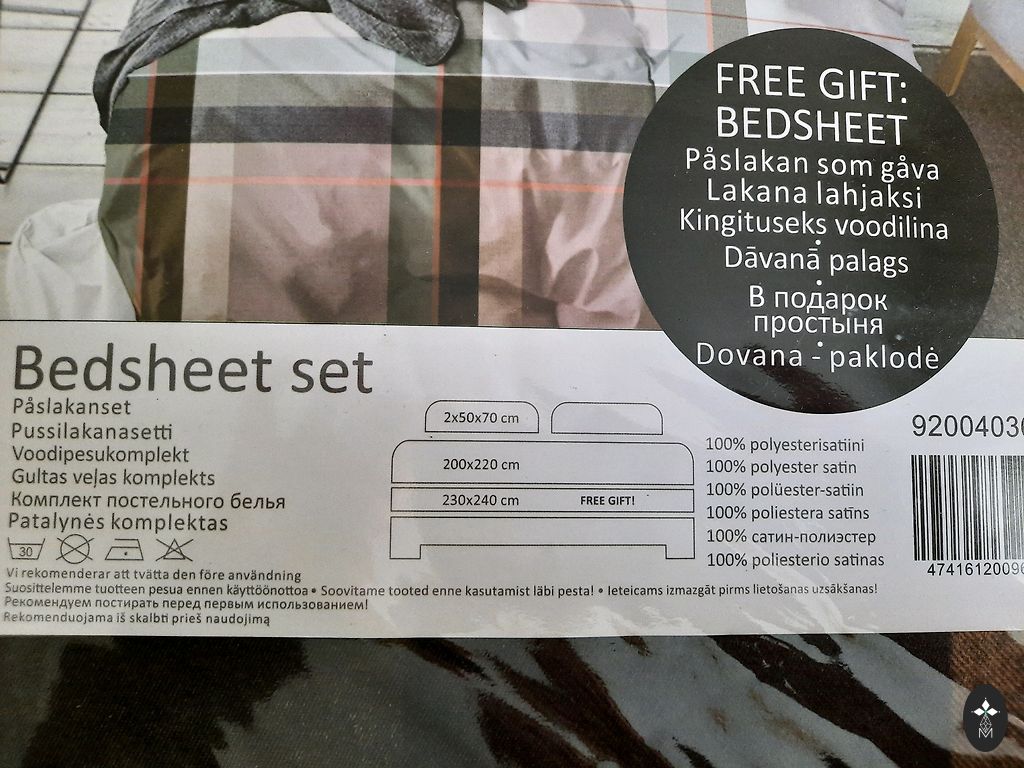 FREE GIFT:
BEDSHEET
Påslakan som gåva
Lakana lahjaksi
Kingituseks voodilina
Dāvanā palags
В подарок
простыня
Dovana - paklodė
Bedsheet set
Påslakanset
Pussilakanasetti
Voodipesukomplekt
Gultas veļas komplekts
Комплект постельного белья
Patalynės komplektas
30
Vi rekomenderar att tvätta den före användning
Suosittelemme tuotteen pesua ennen käyttöönottoa • Soovitame tooted enne kasutamist läbi pesta! • Ieteicams izmazgāt pirms lietošanas uzsākšanas!
Рекомендуем постирать перед первым использованием!
Rekomenduojama iš skalbti prieš naudojimą
2x50x70 cm
200x220 cm
230x240 cm FREE GIFT!
100% polyesterisatiini
100% polyester satin
100% polüester-satiin
100% poliestera satīns
100% сатин-полиэстер
100% poliesterio satinas
9200403
4741612009
M